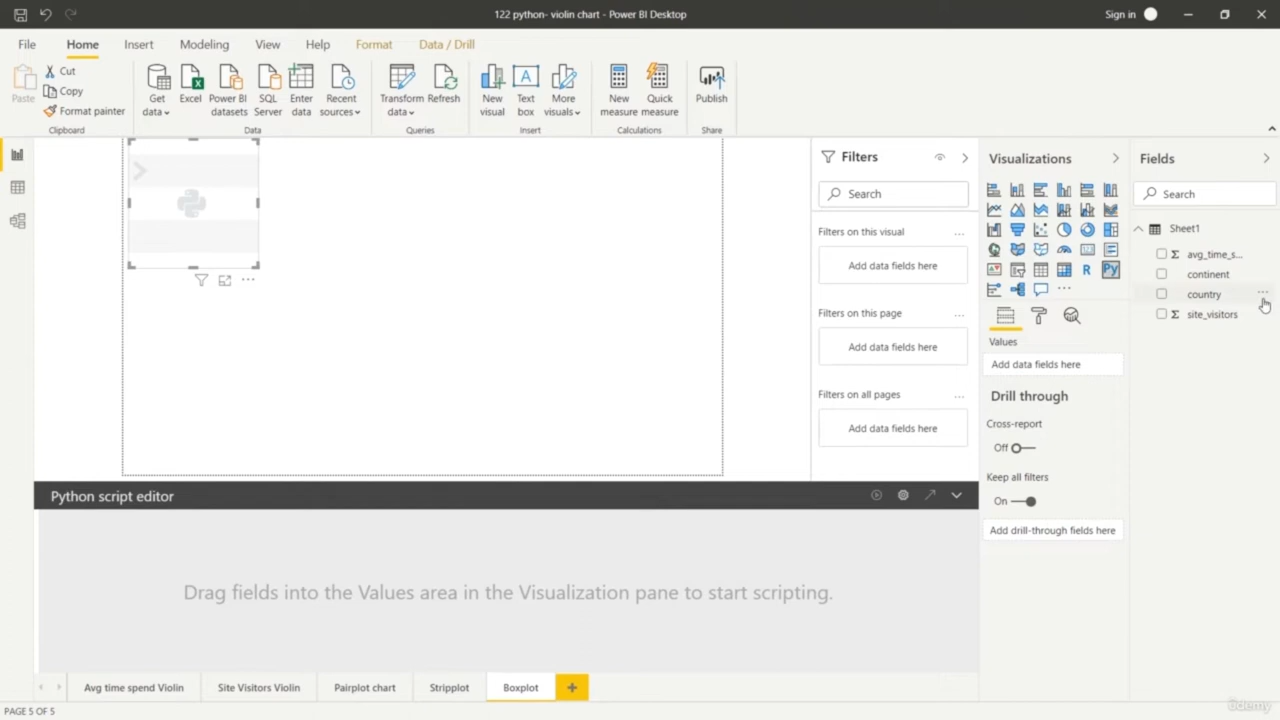 122 python- violin chart - Power BI Desktop
Sign in
File Home Insert Modeling View Help Format Data / Drill
Paste
Cut
Copy
Format painter
Clipboard
Get data
Excel
Power BI datasets
SQL Server
Enter data
Recent sources
Data
Transform data
Refresh
Queries
New visual
Text box
More visuals
Insert
New measure
Quick measure
Calculations
Publish
Share
Filters
Search
Filters on this visual ...
Add data fields here
Filters on this page ...
Add data fields here
Filters on all pages ...
Add data fields here
Visualizations
R Py
Values
Add data fields here
Drill through
Cross-report
Off
Keep all filters
On
Add drill-through fields here
Fields
Search
Sheet1
Σ avg_time_s...
continent
country ...
Σ site_visitors
Python script editor
Drag fields into the Values area in the Visualization pane to start scripting.
Avg time spend Violin Site Visitors Violin Pairplot chart Stripplot Boxplot +
PAGE 5 OF 5
ûdemy